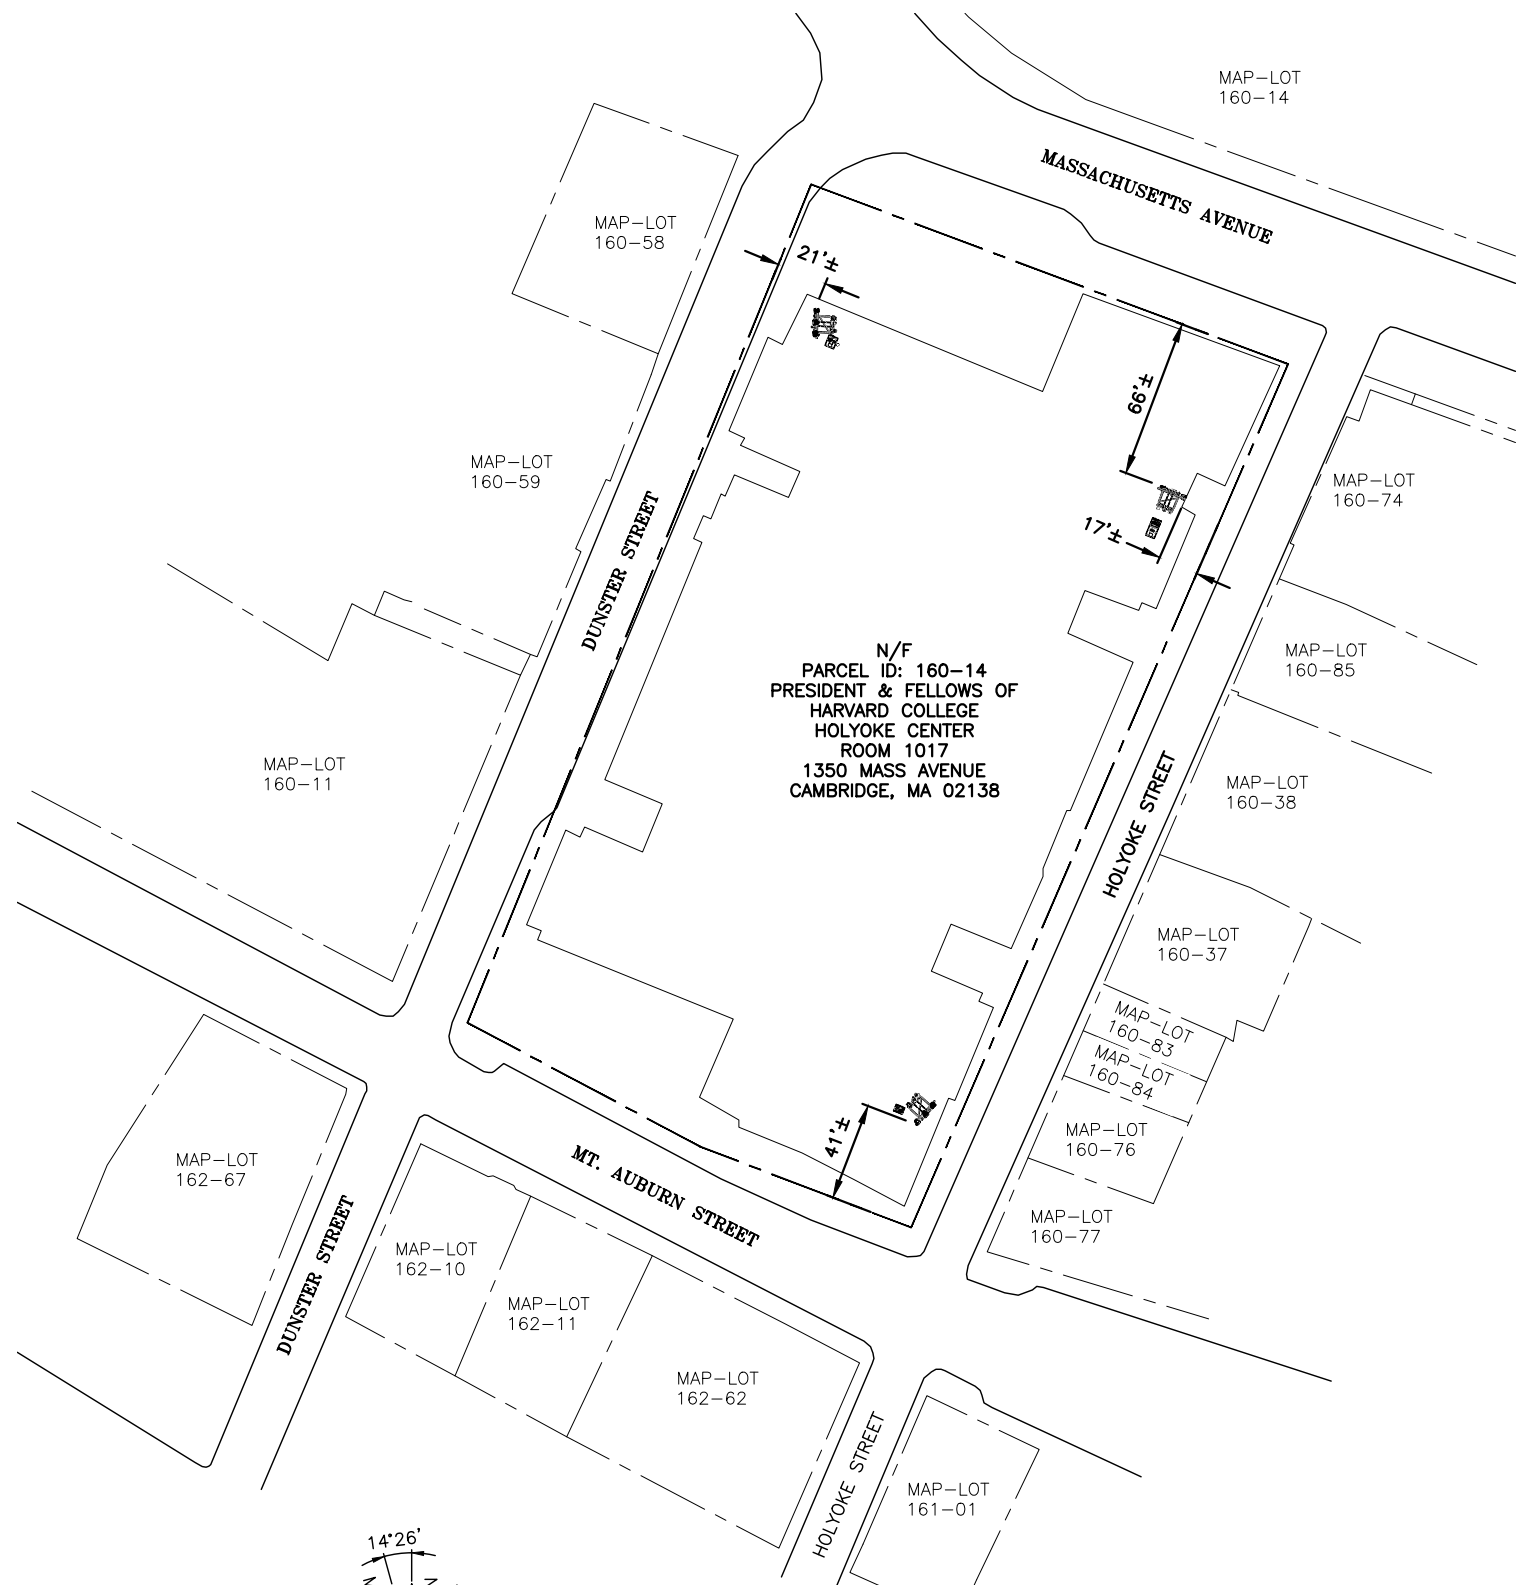 MAP-LOT
160-14
MASSACHUSETTS AVENUE
MAP-LOT
160-58
21'±
66'±
MAP-LOT
160-59
MAP-LOT
160-74
17'±
DUNSTER STREET
N/F
PARCEL ID: 160-14
PRESIDENT & FELLOWS OF
HARVARD COLLEGE
HOLYOKE CENTER
ROOM 1017
1350 MASS AVENUE
CAMBRIDGE, MA 02138
MAP-LOT
160-85
MAP-LOT
160-11
MAP-LOT
160-38
HOLYOKE STREET
MAP-LOT
160-37
MAP-LOT
160-83
MAP-LOT
160-84
MAP-LOT
160-76
41'±
MAP-LOT
162-67
MT. AUBURN STREET
MAP-LOT
160-77
DUNSTER STREET
MAP-LOT
162-10
MAP-LOT
162-11
MAP-LOT
162-62
HOLYOKE STREET
MAP-LOT
161-01
14°26'